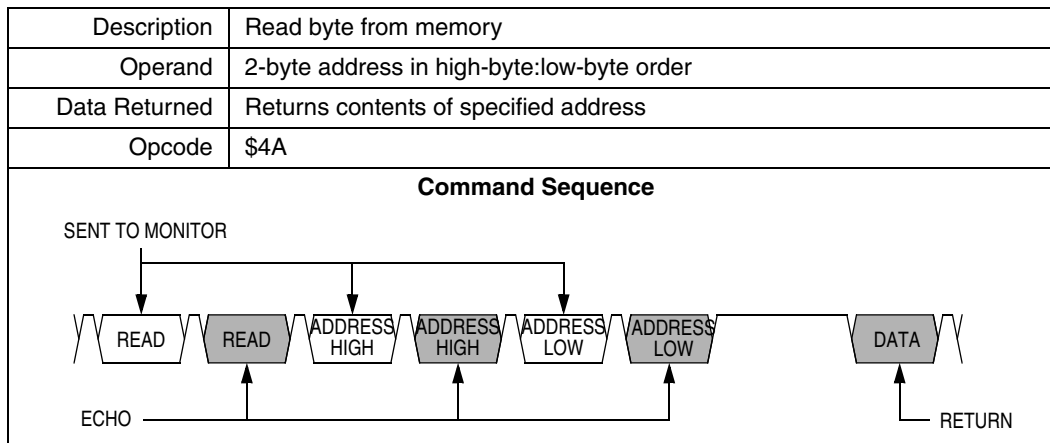 Description Read byte from memory
Operand 2-byte address in high-byte:low-byte order
Data Returned Returns contents of specified address
Opcode $4A
Command Sequence
SENT TO MONITOR
READ READ ADDRESS HIGH ADDRESS HIGH ADDRESS LOW ADDRESS LOW DATA
ECHO RETURN